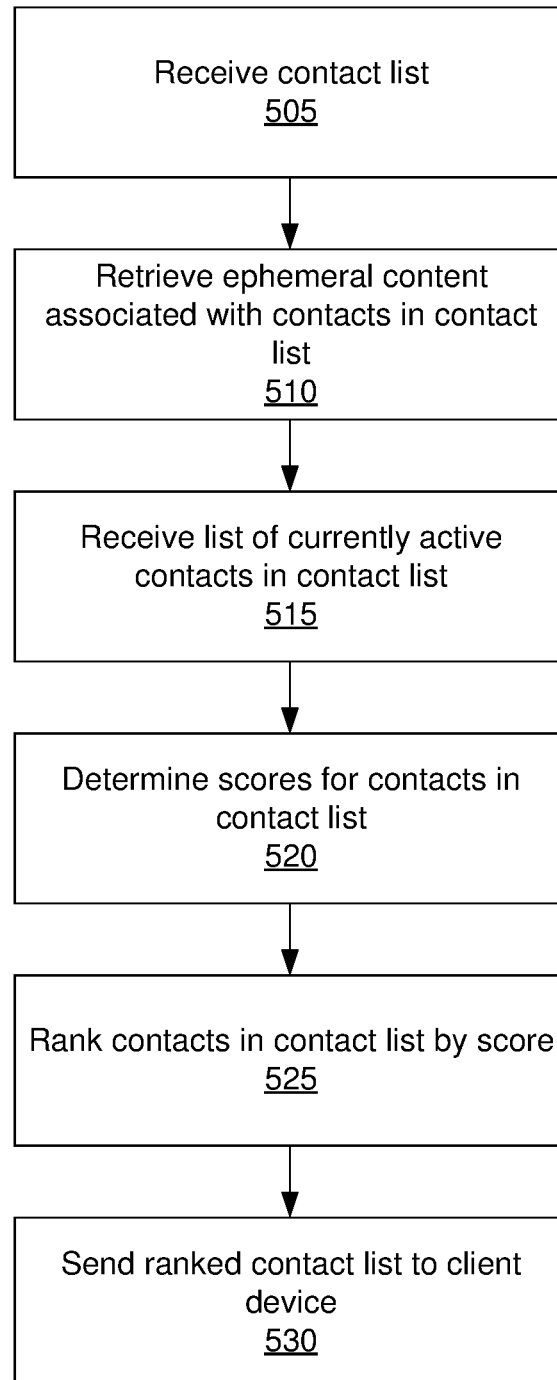 Receive contact list
505
Retrieve ephemeral content
associated with contacts in contact
list
510
Receive list of currently active
contacts in contact list
515
Determine scores for contacts in
contact list
520
Rank contacts in contact list by score
525
Send ranked contact list to client
device
530